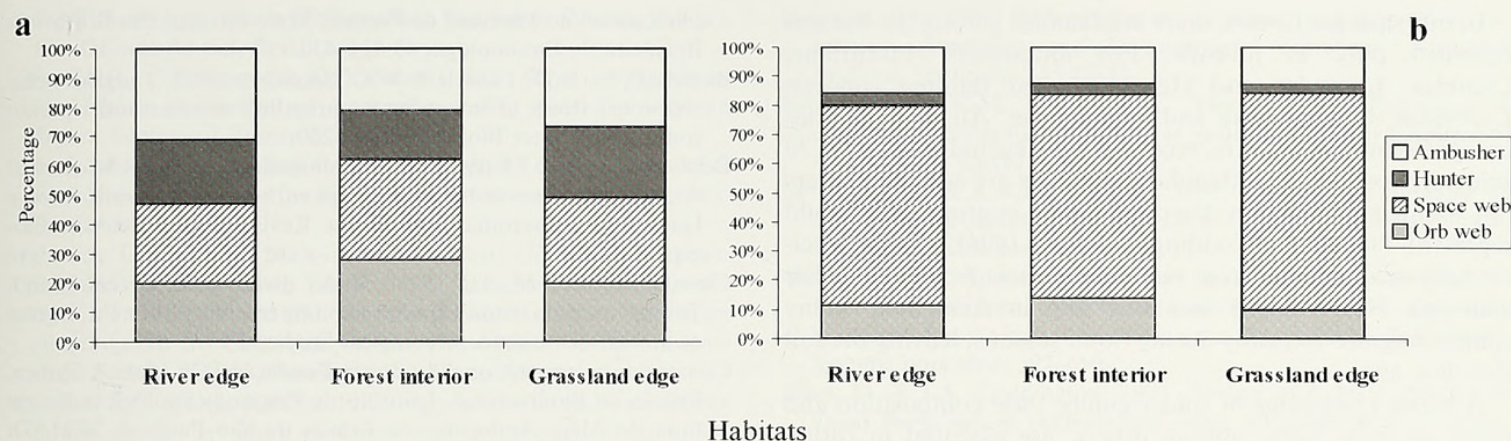 a
100%
90%
80%
70%
60%
50%
40%
30%
20%
10%
0%
Percentage
River edge Forest interior Grassland edge
b
100%
90%
80%
70%
60%
50%
40%
30%
20%
10%
0%
River edge Forest interior Grassland edge
Ambusher
Hunter
Space web
Orb web
Habitats